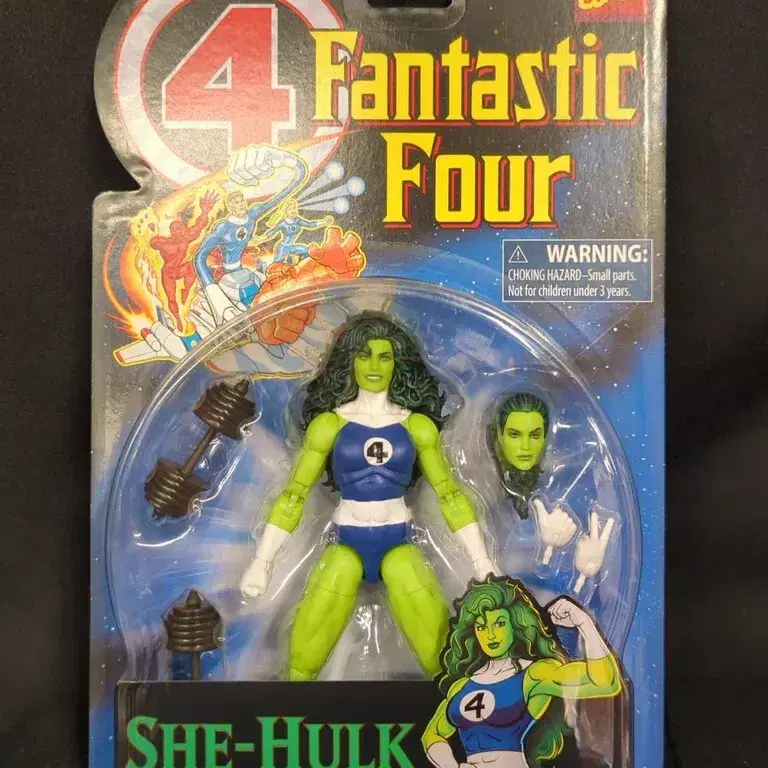 4
Fantastic
Four
WARNING:
CHOKING HAZARD–Small parts.
Not for children under 3 years.
4
4
SHE-HULK